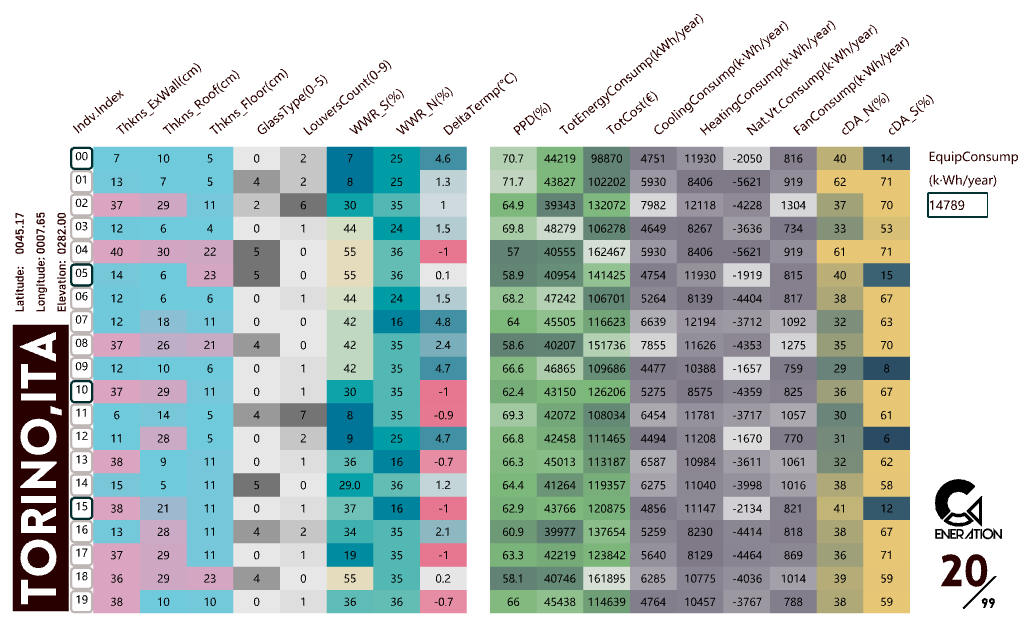 Indv.Index Thkns_ExWall(cm) Thkns_Roof(cm) Thkns_Floor(cm) GlassType(0-5) LouversCount(0-9) WWR_S(%) WWR_N(%) DeltaTermp(°C) PPD(%) TotEnergyConsump(kWh/year) TotCost(€) CoolingConsump(k·Wh/year) HeatingConsump(k·Wh/year) Nat.Vt.Consump(k·Wh/year) FanConsump(k·Wh/year) cDA_N(%) cDA_S(%)
00 7 10 5 0 2 7 25 4.6 70.7 44219 98870 4751 11930 -2050 816 40 14
01 13 7 5 4 2 8 25 1.3 71.7 43827 102202 5930 8406 -5621 919 62 71
02 37 29 11 2 6 30 35 1 64.9 39343 132072 7982 12118 -4228 1304 37 70
03 12 6 4 0 1 44 24 1.5 69.8 48279 106278 4649 8267 -3636 734 33 53
04 40 30 22 5 0 55 36 -1 57 40555 162467 5930 8406 -5621 919 61 71
05 14 6 23 5 0 55 36 0.1 58.9 40954 141425 4754 11930 -1919 815 40 15
06 12 6 6 0 1 44 24 1.5 68.2 47242 106701 5264 8139 -4404 817 38 67
07 12 18 11 0 0 42 16 4.8 64 45505 116623 6639 12194 -3712 1092 32 63
08 37 26 21 4 0 42 35 2.4 58.6 40207 151736 7855 11626 -4353 1275 35 70
09 12 10 6 0 1 42 35 4.7 66.6 46865 109686 4477 10388 -1657 759 29 8
10 37 29 11 0 1 30 35 -1 62.4 43150 126206 5275 8575 -4359 825 36 67
11 6 14 5 4 7 8 35 -0.9 69.3 42072 108034 6454 11781 -3717 1057 30 61
12 11 28 5 0 2 9 25 4.7 66.8 42458 111465 4494 11208 -1670 770 31 6
13 38 9 11 0 1 36 16 -0.7 66.3 45013 113187 6587 10984 -3611 1061 32 62
14 15 5 11 5 0 29.0 36 1.2 64.4 41264 119357 6275 11040 -3998 1016 38 58
15 38 21 11 0 1 37 16 -1 62.9 43766 120875 4856 11147 -2134 821 41 12
16 13 28 11 4 2 34 35 2.1 60.9 39977 137654 5259 8230 -4414 818 38 67
17 37 29 11 0 1 19 35 -1 63.3 42219 123842 5640 8129 -4464 869 36 71
18 36 29 23 4 0 55 35 0.2 58.1 40746 161895 6285 10775 -4036 1014 39 59
19 38 10 10 0 1 36 36 -0.7 66 45438 114639 4764 10457 -3767 788 38 59
EquipConsump
(k·Wh/year)
14789
Latitude: 0045.17
Longitude: 0007.65
Elevation: 0282.00
TORINO,ITA
ENERATION
20/99